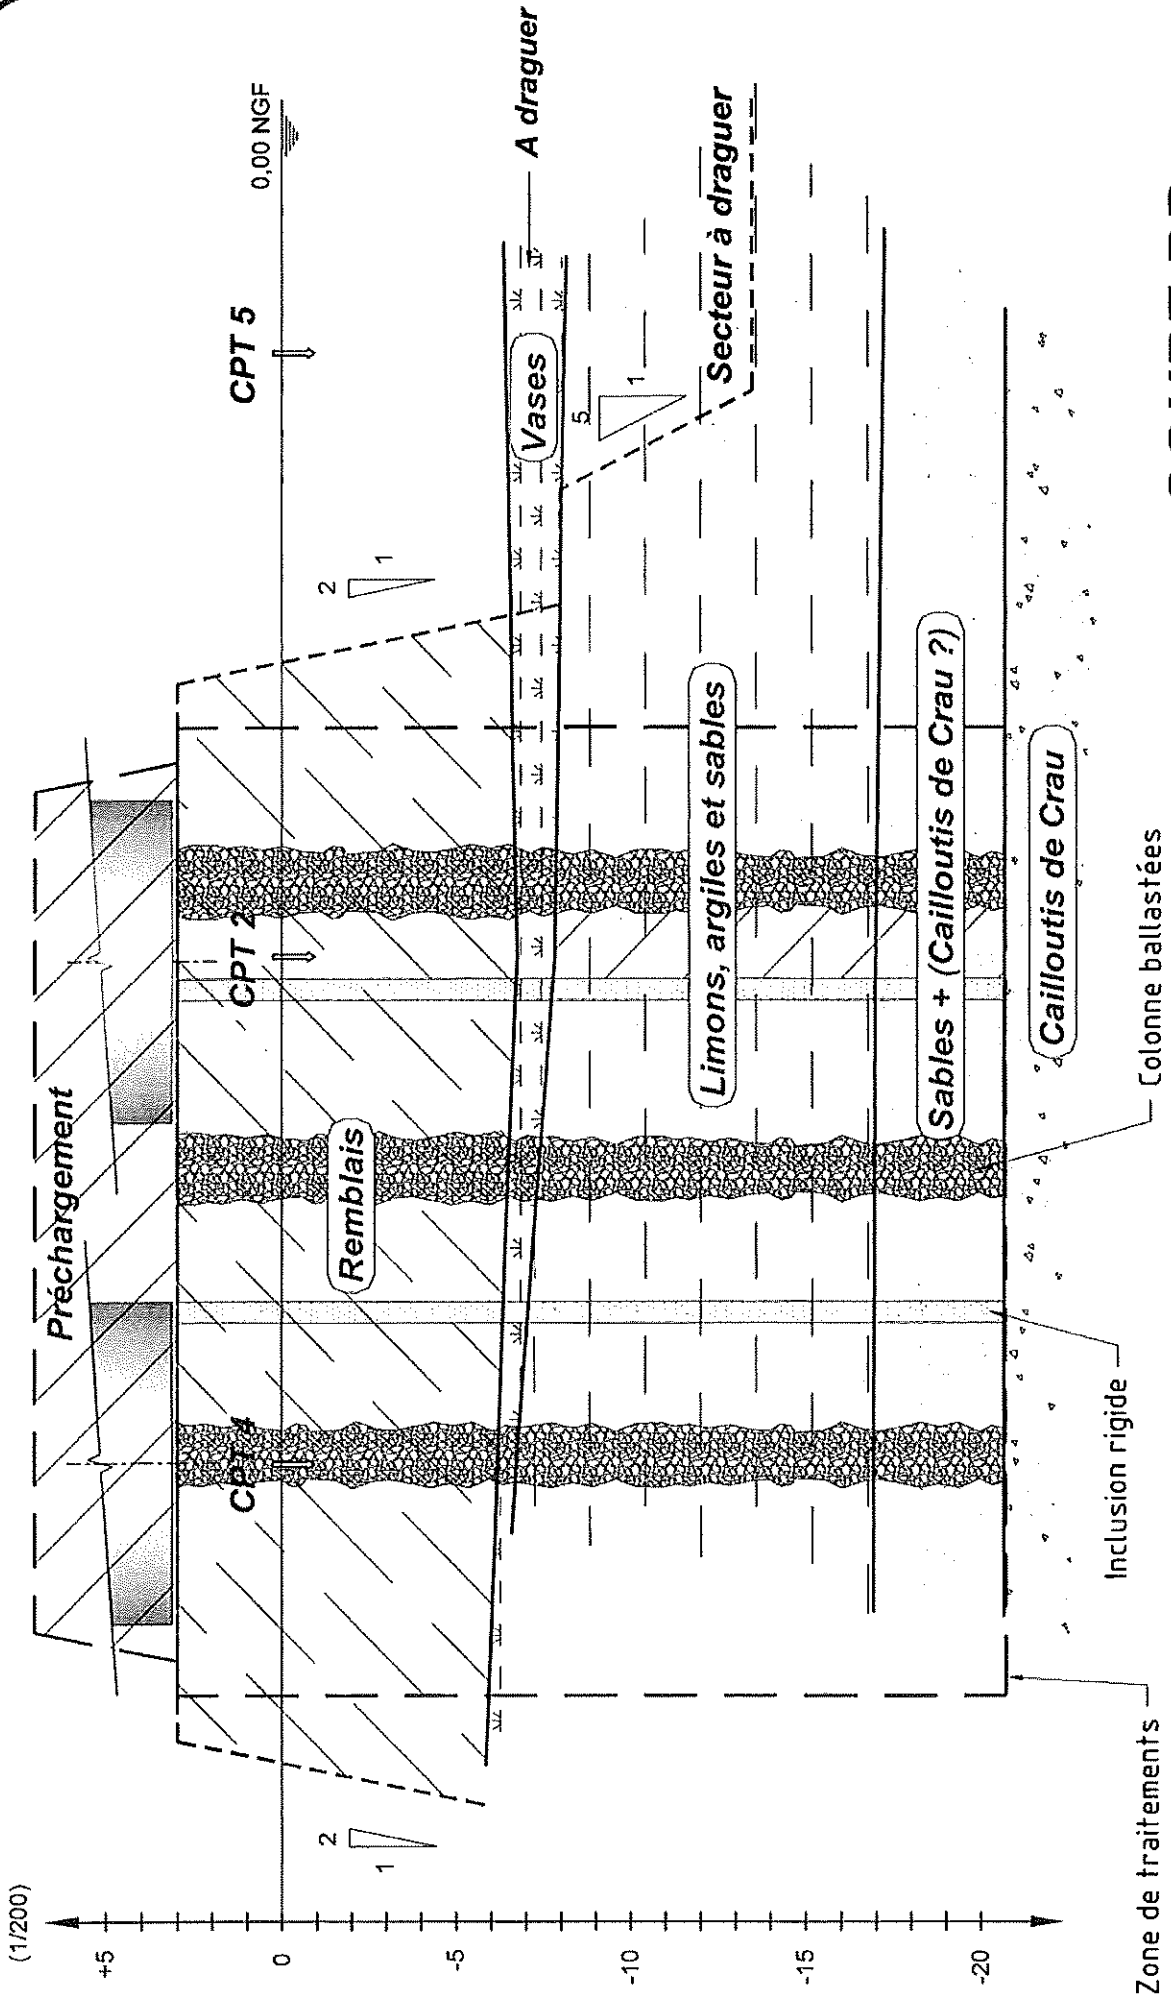 (1/200)
+5
0
-5
-10
-15
-20
Préchargement
0,00 NGF
CPT 4
CPT 2
CPT 5
2
1
2
1
5
1
Remblais
Vases
A draguer
Secteur à draguer
Limons, argiles et sables
Sables + (Cailloutis de Crau ?)
Cailloutis de Crau
Zone de traitements
Inclusion rigide
Colonne ballastées